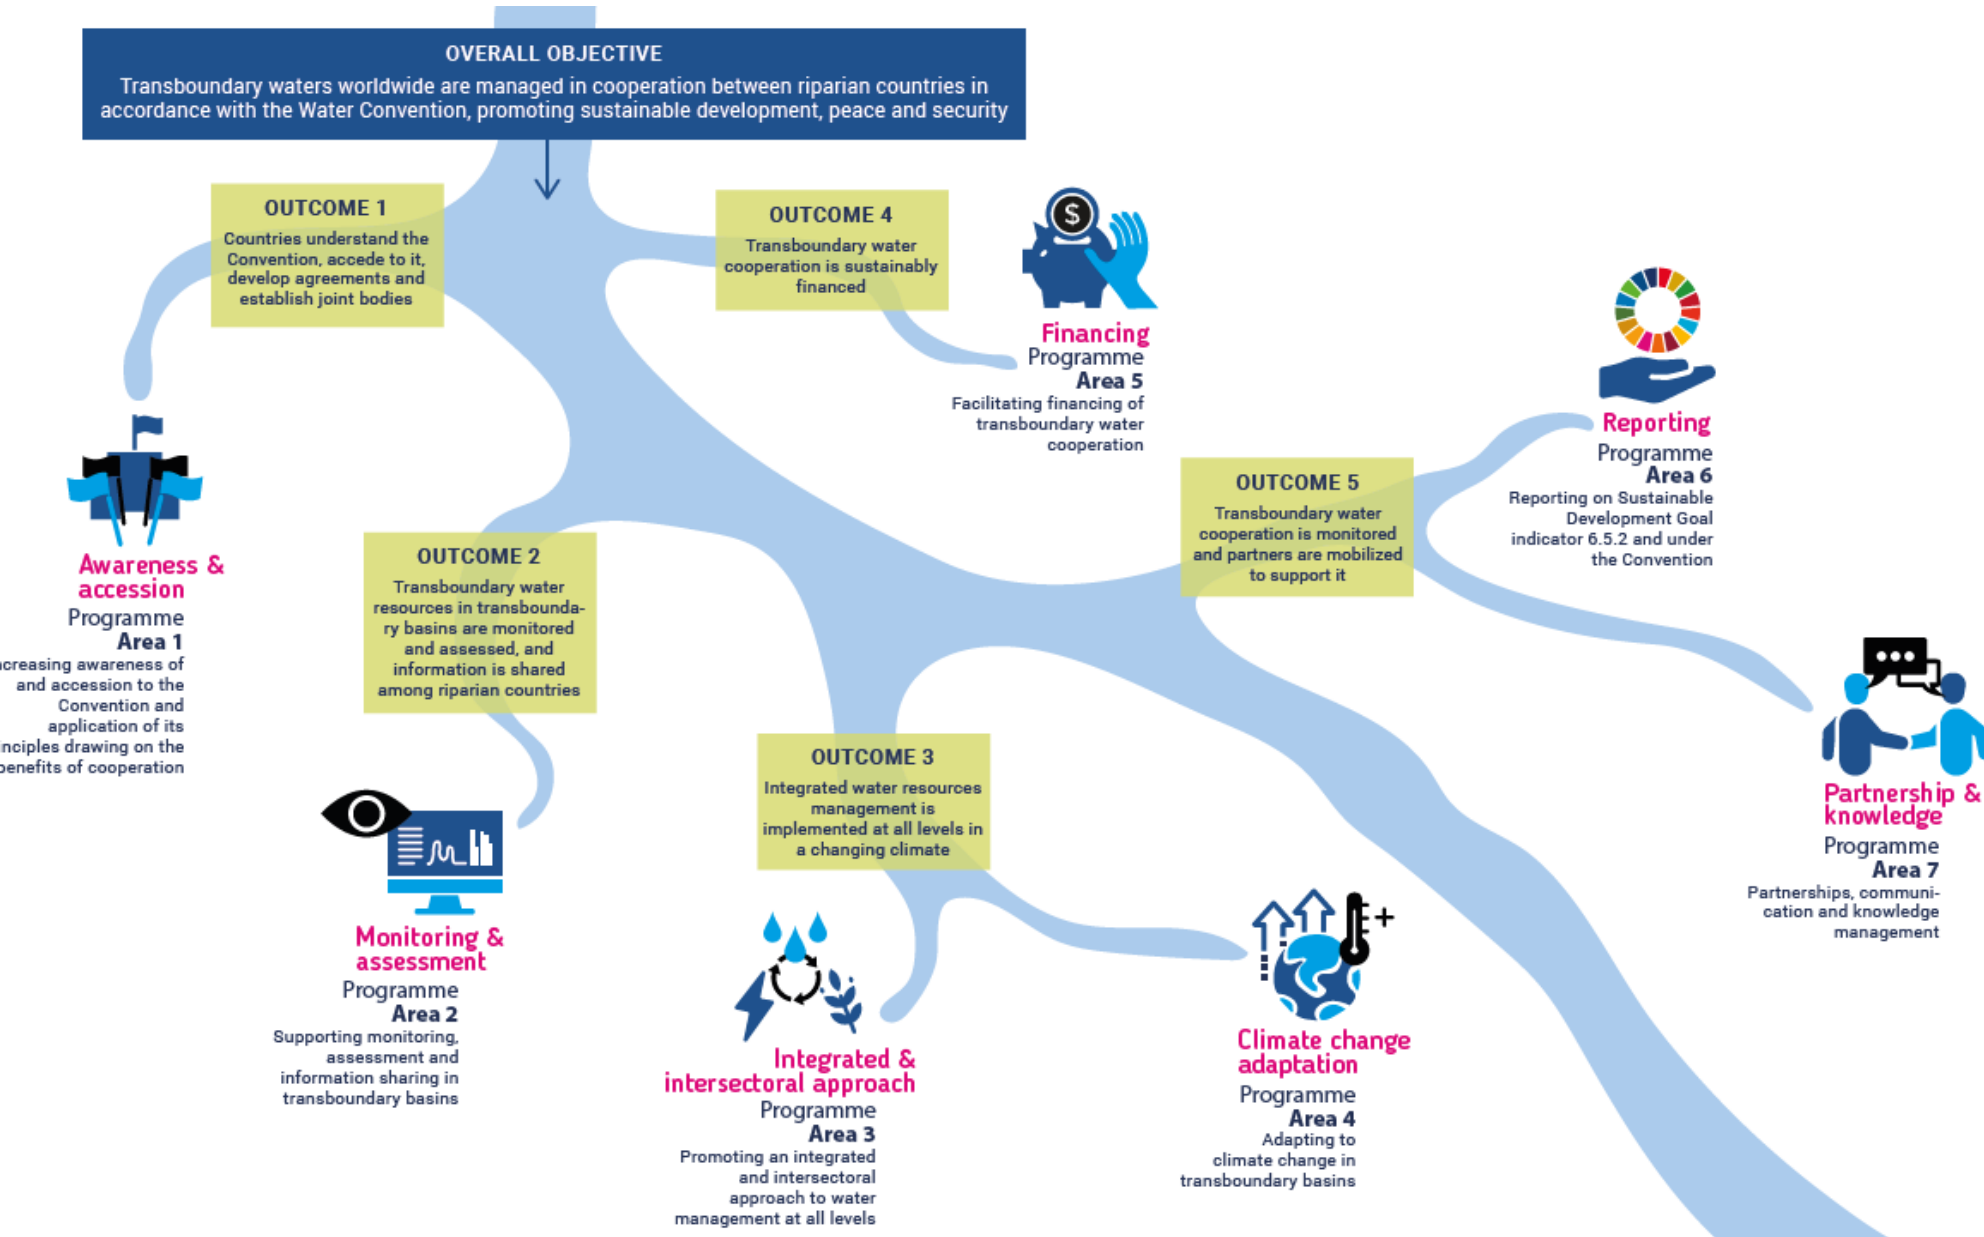 OVERALL OBJECTIVE
Transboundary waters worldwide are managed in cooperation between riparian countries in
accordance with the Water Convention, promoting sustainable development, peace and security
OUTCOME 1
Countries understand the
Convention, accede to it,
develop agreements and
establish joint bodies
OUTCOME 4
Transboundary water
cooperation is sustainably
financed
$
Financing
Programme
Area 5
Facilitating financing of
transboundary water
cooperation
Reporting
Programme
Area 6
Reporting on Sustainable
Development Goal
indicator 6.5.2 and under
the Convention
OUTCOME 5
Transboundary water
cooperation is monitored
and partners are mobilized
to support it
Awareness &
accession
Programme
Area 1
creasing awareness of
and accession to the
Convention and
application of its
nciples drawing on the
benefits of cooperation
OUTCOME 2
Transboundary water
resources in transbounda-
ry basins are monitored
and assessed, and
information is shared
among riparian countries
OUTCOME 3
Integrated water resources
management is
implemented at all levels in
a changing climate
Partnership &
knowledge
Programme
Area 7
Partnerships, communi-
cation and knowledge
management
Monitoring &
assessment
Programme
Area 2
Supporting monitoring,
assessment and
information sharing in
transboundary basins
Integrated &
intersectoral approach
Programme
Area 3
Promoting an integrated
and intersectoral
approach to water
management at all levels
+
Climate change
adaptation
Programme
Area 4
Adapting to
climate change in
transboundary basins